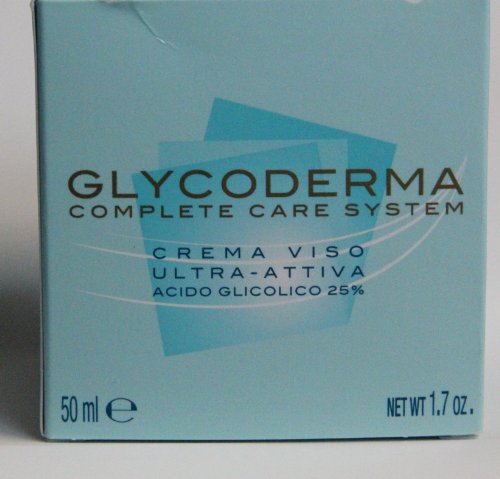 GLYCODERMA
COMPLETE CARE SYSTEM
CREMA VISO
ULTRA-ATTIVA
ACIDO GLICOLICO 25%
50 ml ℮
NET WT 1.7 OZ.